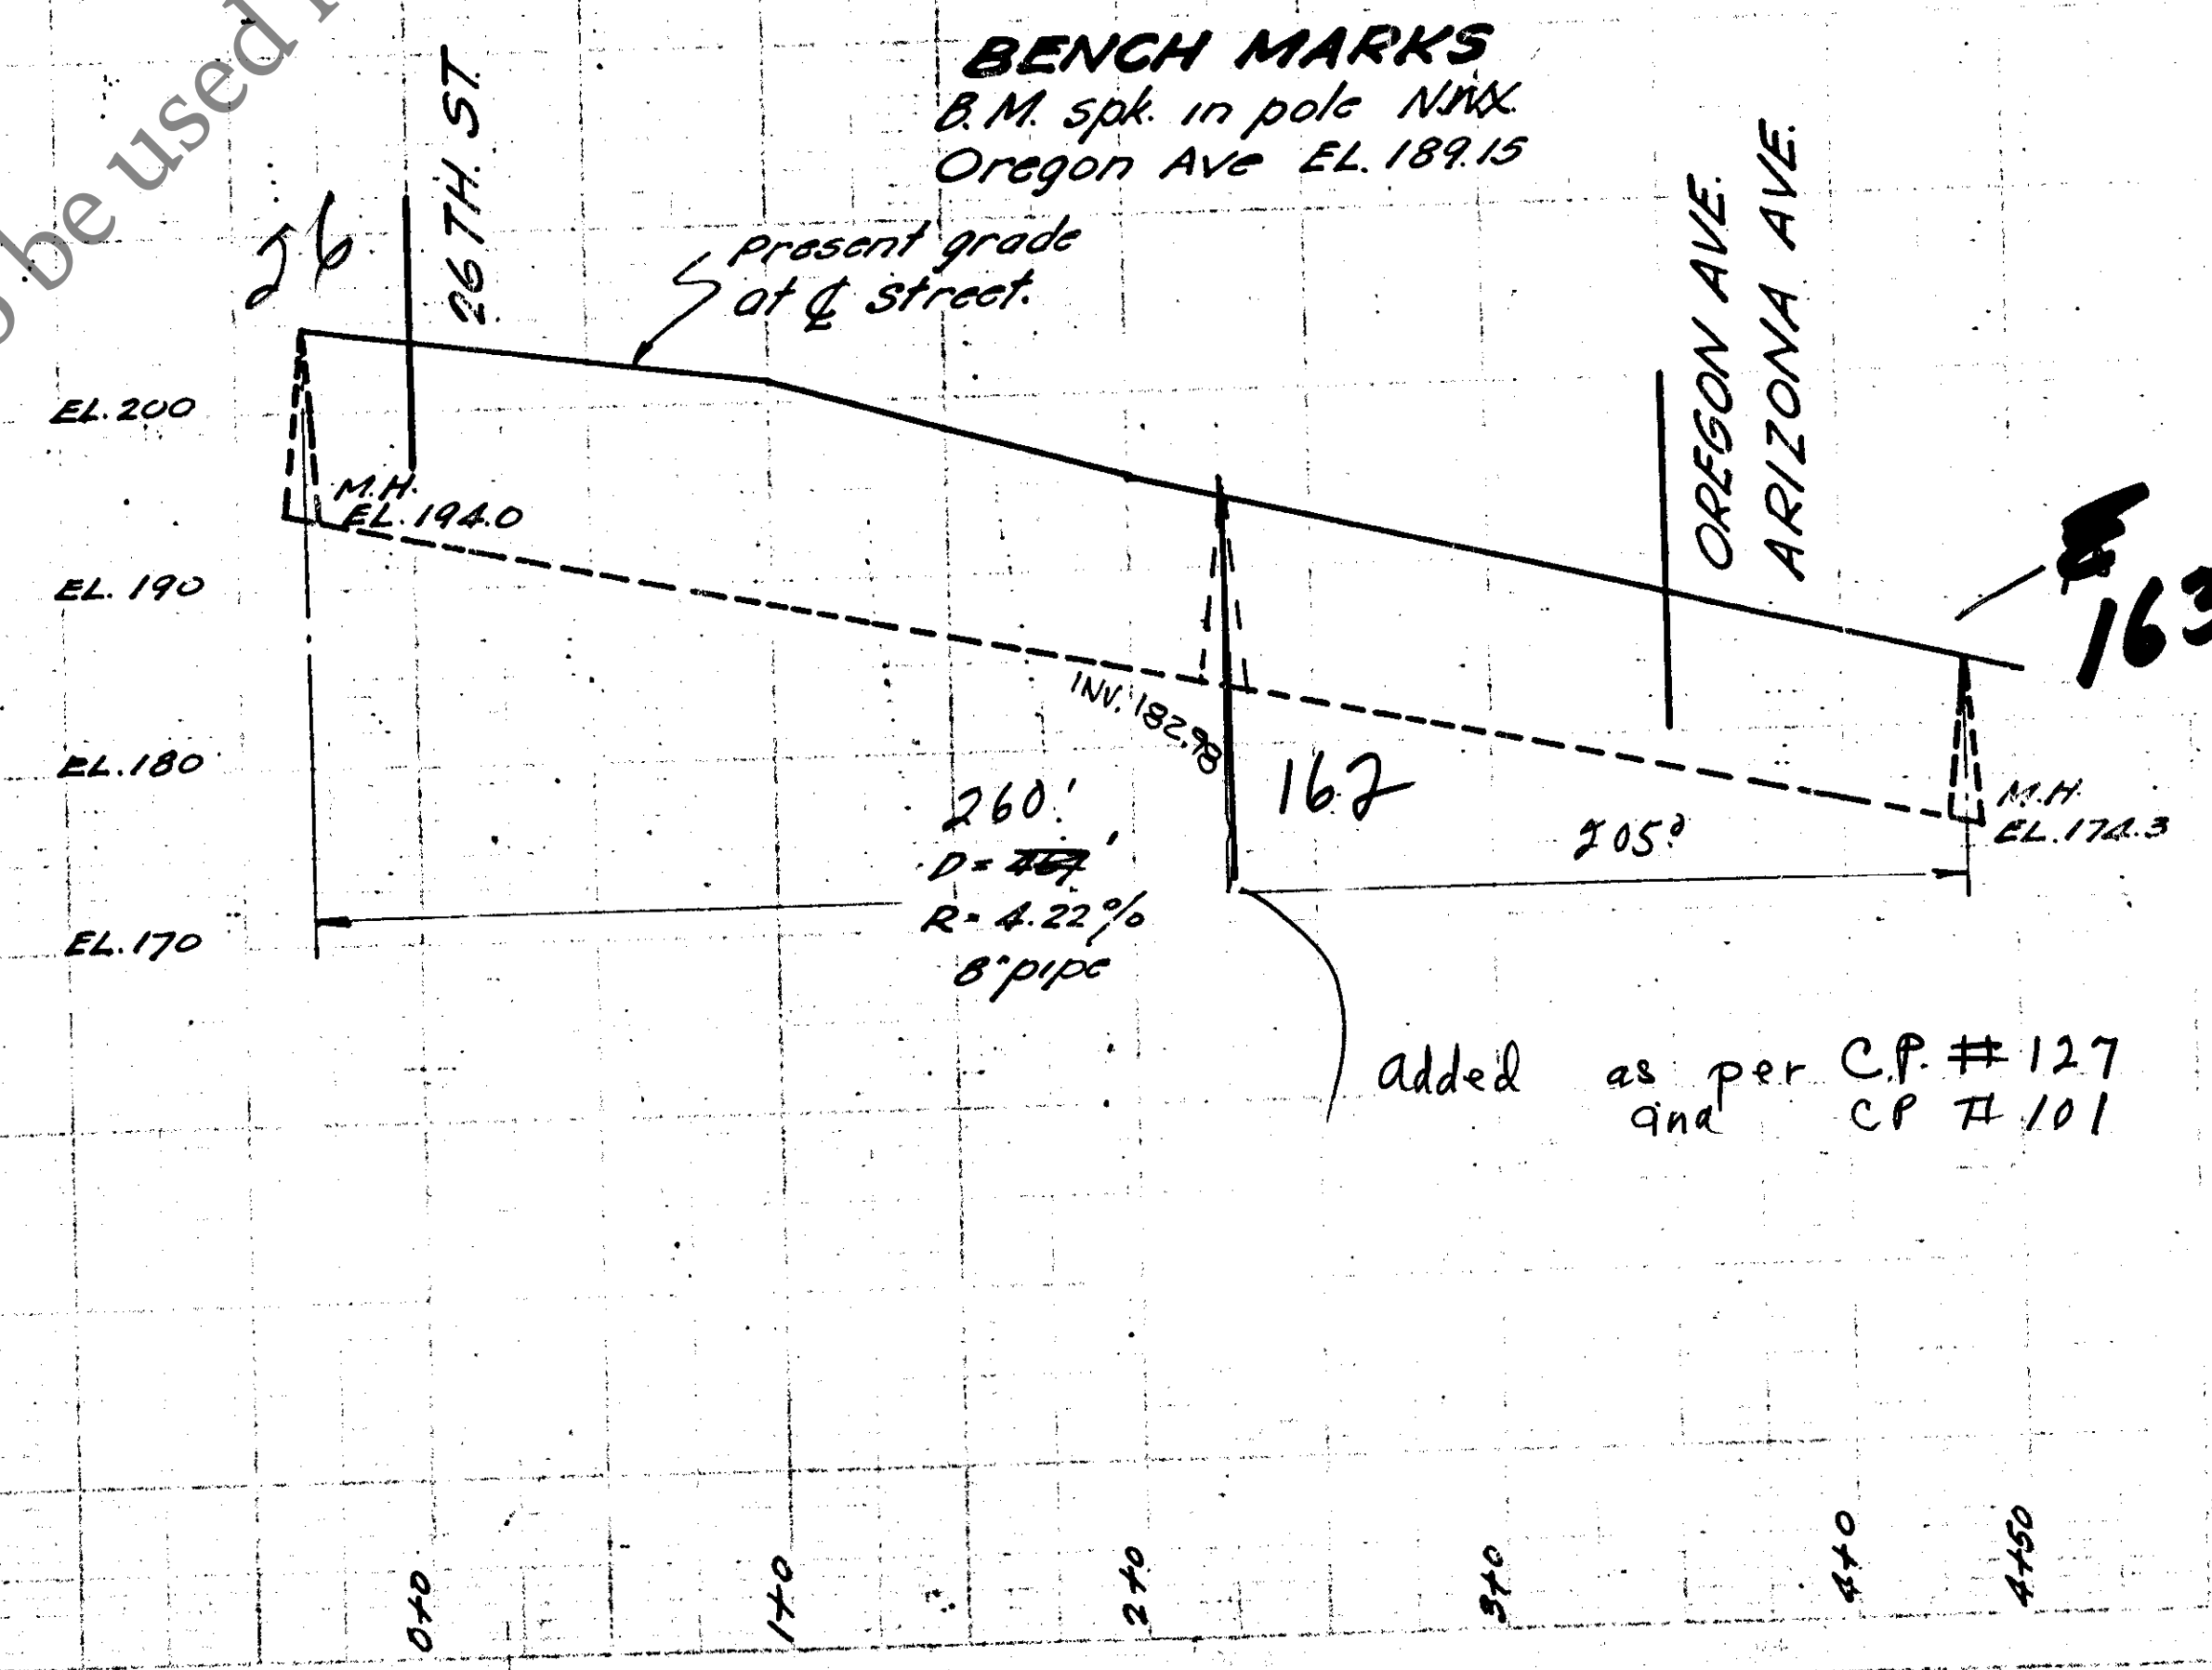 be used
BENCH MARKS
B.M. spk. in pole
Oregon Ave EL. 189.15
26TH. ST.
26
present grade
at ℄ street.
OREGON AVE.
ARIZONA AVE.
EL. 200
M.H.
EL. 194.0
EL. 190
163
INV. 182.81
EL. 180
162
260'
D =
R = 4.22%
8" pipe
205'
M.H.
EL. 174.3
EL. 170
added as per C.P. # 127
and CP # 101
0+0
1+0
2+0
3+0
4+0
4+50